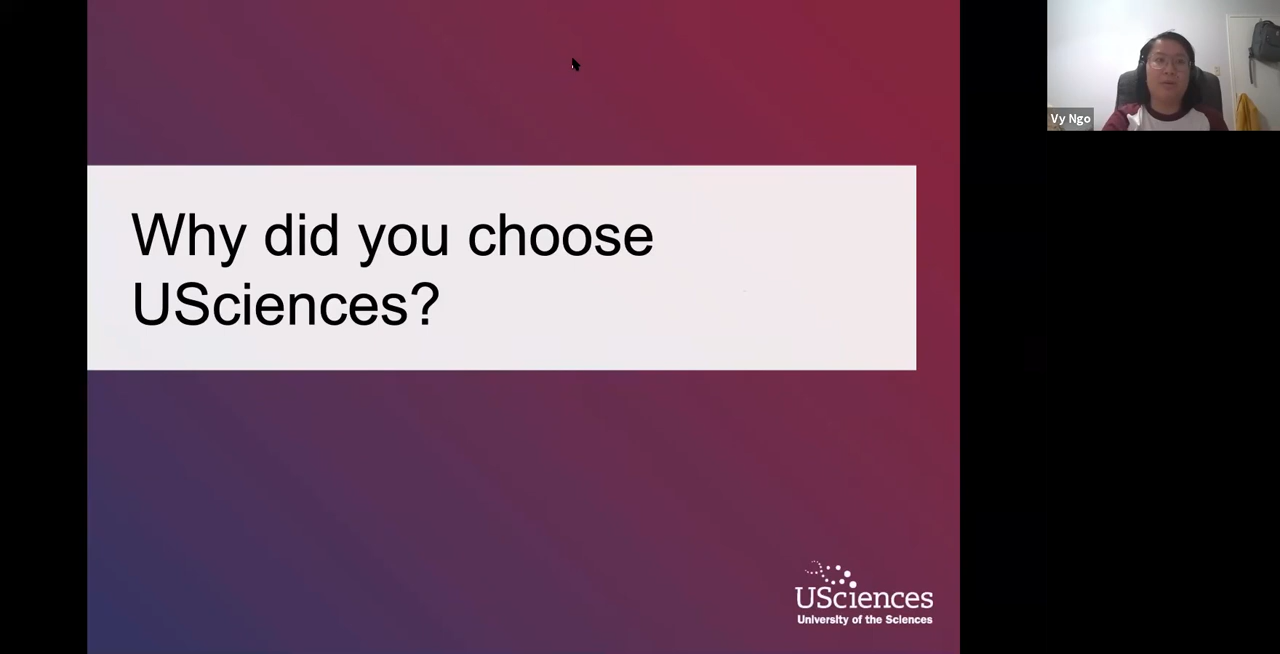 Vy Ngo
Why did you choose
USciences?
USciences
University of the Sciences